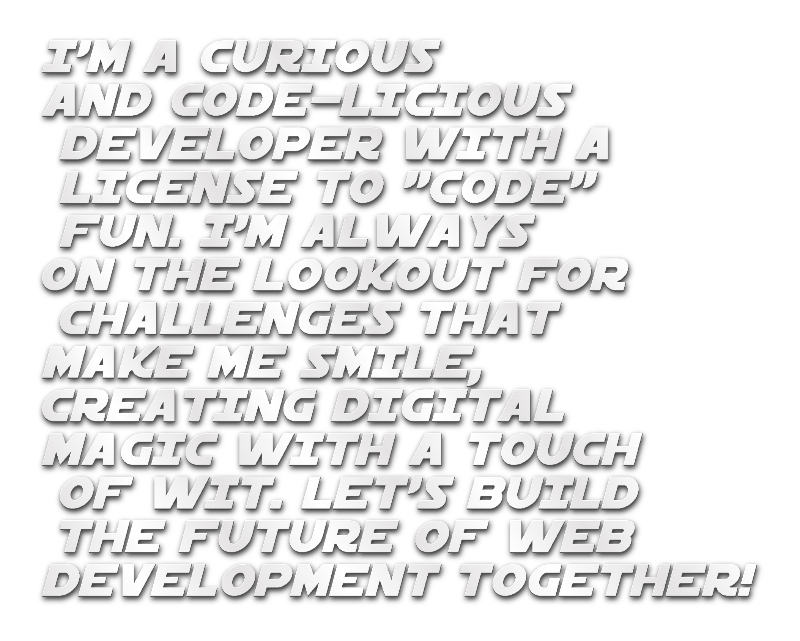 I'M A CURIOUS
AND CODE-LICIOUS
DEVELOPER WITH A
LICENSE TO "CODE"
FUN. I'M ALWAYS
ON THE LOOKOUT FOR
CHALLENGES THAT
MAKE ME SMILE,
CREATING DIGITAL
MAGIC WITH A TOUCH
OF WIT. LET'S BUILD
THE FUTURE OF WEB
DEVELOPMENT TOGETHER!